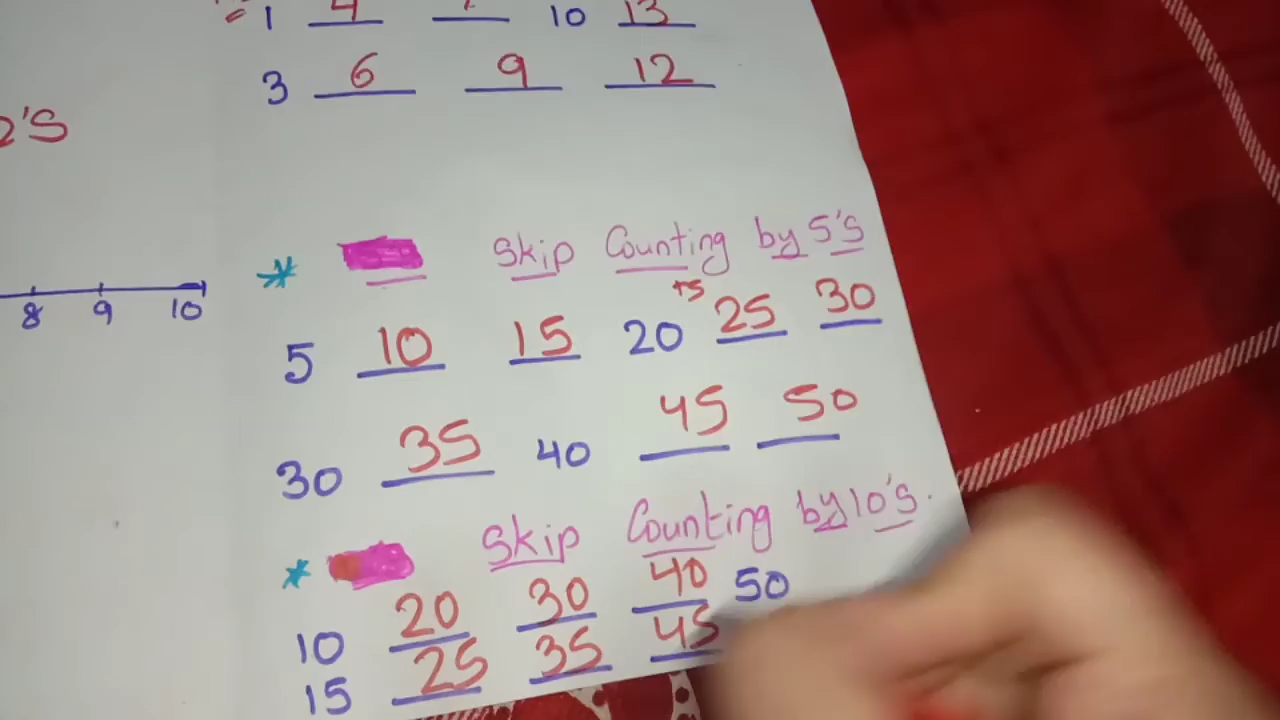 1 4 10 13
3 6 9 12
2'S
* Skip Counting by 5'S
8 9 10
+5
5 10 15 20 25 30
30 35 40 45 50
* Skip Counting by 10's.
10 20 30 40 50
15 25 35 45